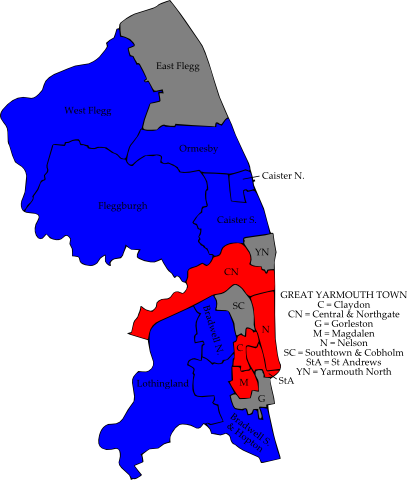 East Flegg
West Flegg
Ormesby
Caister N.
Fleggburgh
Caister S.
YN
CN
GREAT YARMOUTH TOWN
C = Claydon
CN = Central & Northgate
G = Gorleston
M = Magdalen
N = Nelson
SC = Southtown & Cobholm
StA = St Andrews
YN = Yarmouth North
SC
Bradwell N.
N
C
Lothingland
M
StA
G
Bradwell S.
& Hopton